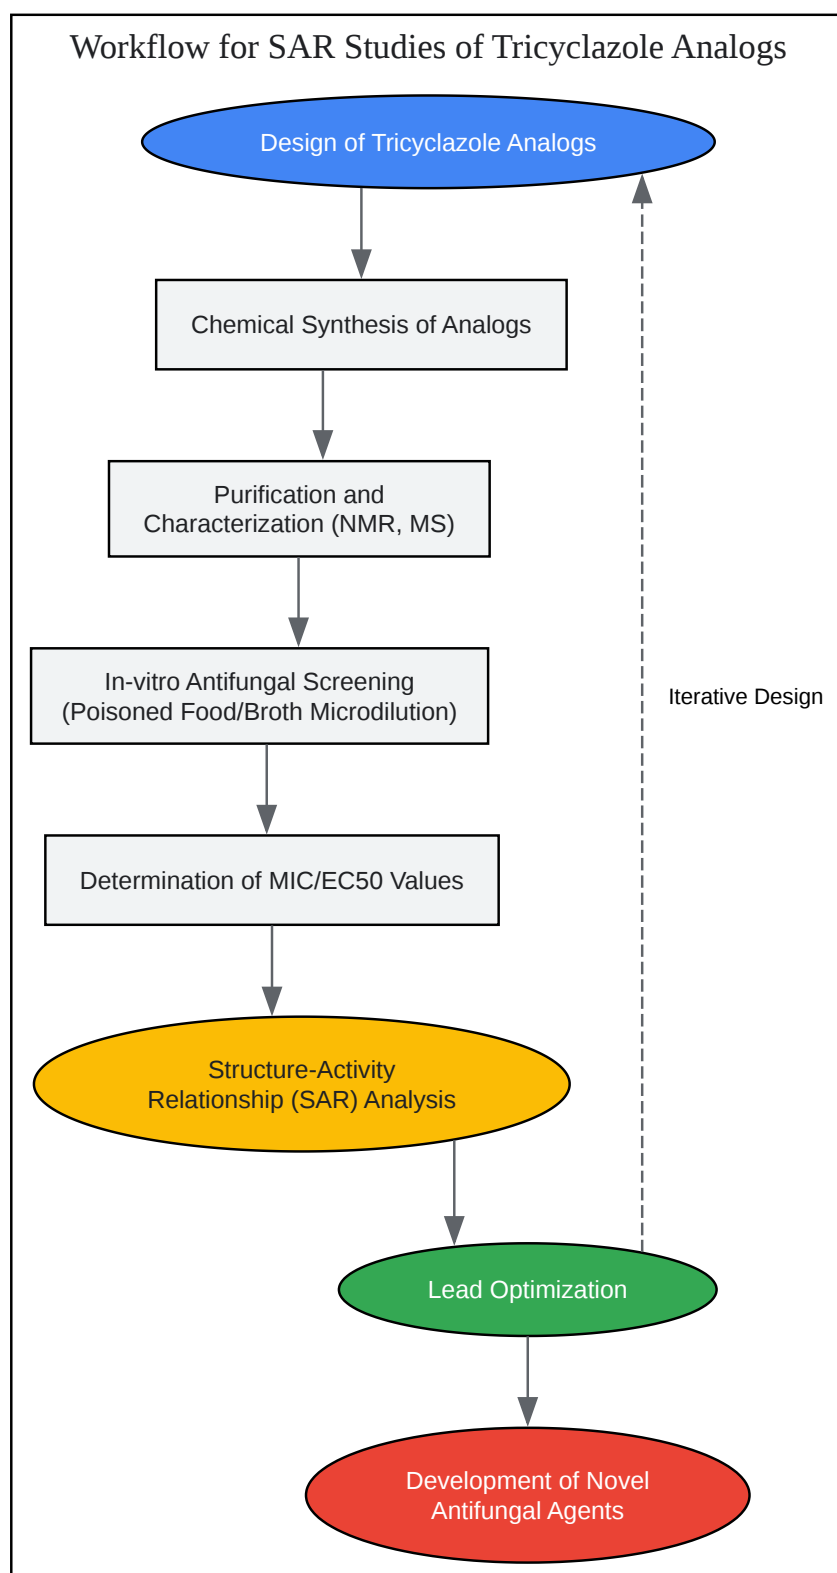 Workflow for SAR Studies of Tricyclazole Analogs
Design of Tricyclazole Analogs
Chemical Synthesis of Analogs
Purification and
Characterization (NMR, MS)
In-vitro Antifungal Screening
(Poisoned Food/Broth Microdilution)
Iterative Design
Determination of MIC/EC50 Values
Structure-Activity
Relationship (SAR) Analysis
Lead Optimization
Development of Novel
Antifungal Agents